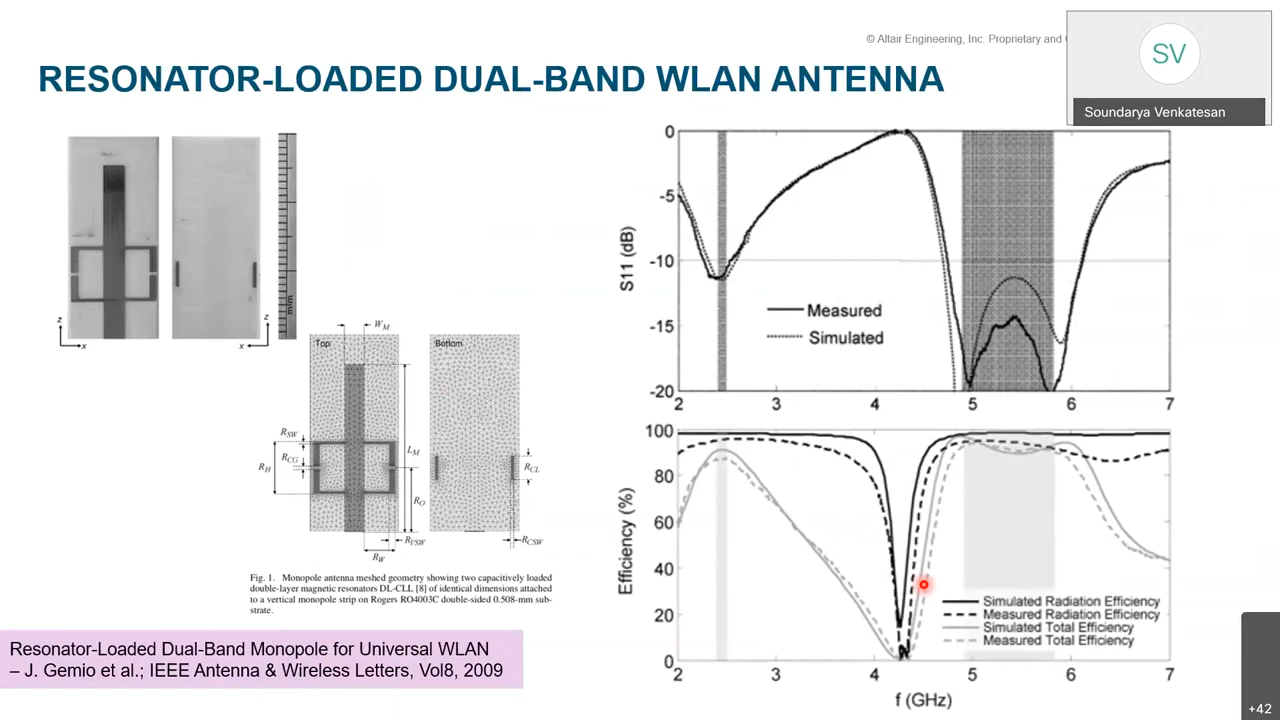 © Altair Engineering, Inc. Proprietary and
SV
Soundarya Venkatesan
RESONATOR-LOADED DUAL-BAND WLAN ANTENNA
z
x
z
x
mm
Top
Bottom
W_M
R_SW
R_CG
R_H
L_M
R_O
R_VSW
R_W
R_CL
R_CSW
Fig. 1. Monopole antenna meshed geometry showing two capacitively loaded
double-layer magnetic resonators DL-CLL [8] of identical dimensions attached
to a vertical monopole strip on Rogers RO4003C double-sided 0.508-mm sub-
strate.
Resonator-Loaded Dual-Band Monopole for Universal WLAN
– J. Gemio et al.; IEEE Antenna & Wireless Letters, Vol8, 2009
S11 (dB)
0
-5
-10
-15
-20
Measured
Simulated
2 3 4 5 6 7
Efficiency (%)
100
80
60
40
20
0
Simulated Radiation Efficiency
Measured Radiation Efficiency
Simulated Total Efficiency
Measured Total Efficiency
2 3 4 5 6 7
f (GHz)
+42